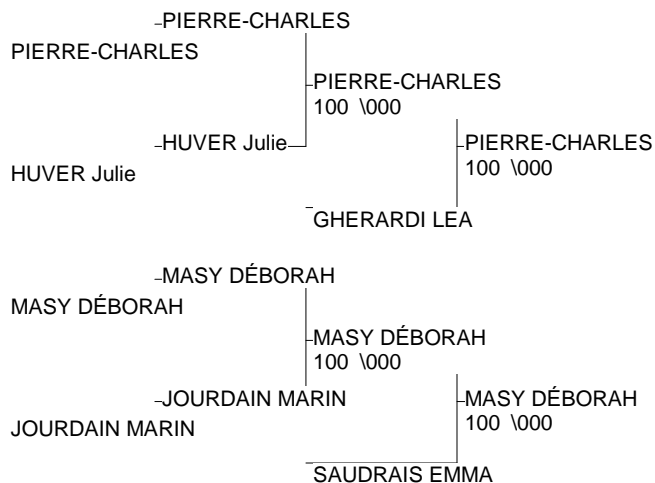 PIERRE-CHARLES
PIERRE-CHARLES
PIERRE-CHARLES
100 \000
HUVER Julie
PIERRE-CHARLES
100 \000
HUVER Julie
GHERARDI LEA
MASY DÉBORAH
MASY DÉBORAH
MASY DÉBORAH
100 \000
JOURDAIN MARIN
MASY DÉBORAH
100 \000
JOURDAIN MARIN
SAUDRAIS EMMA